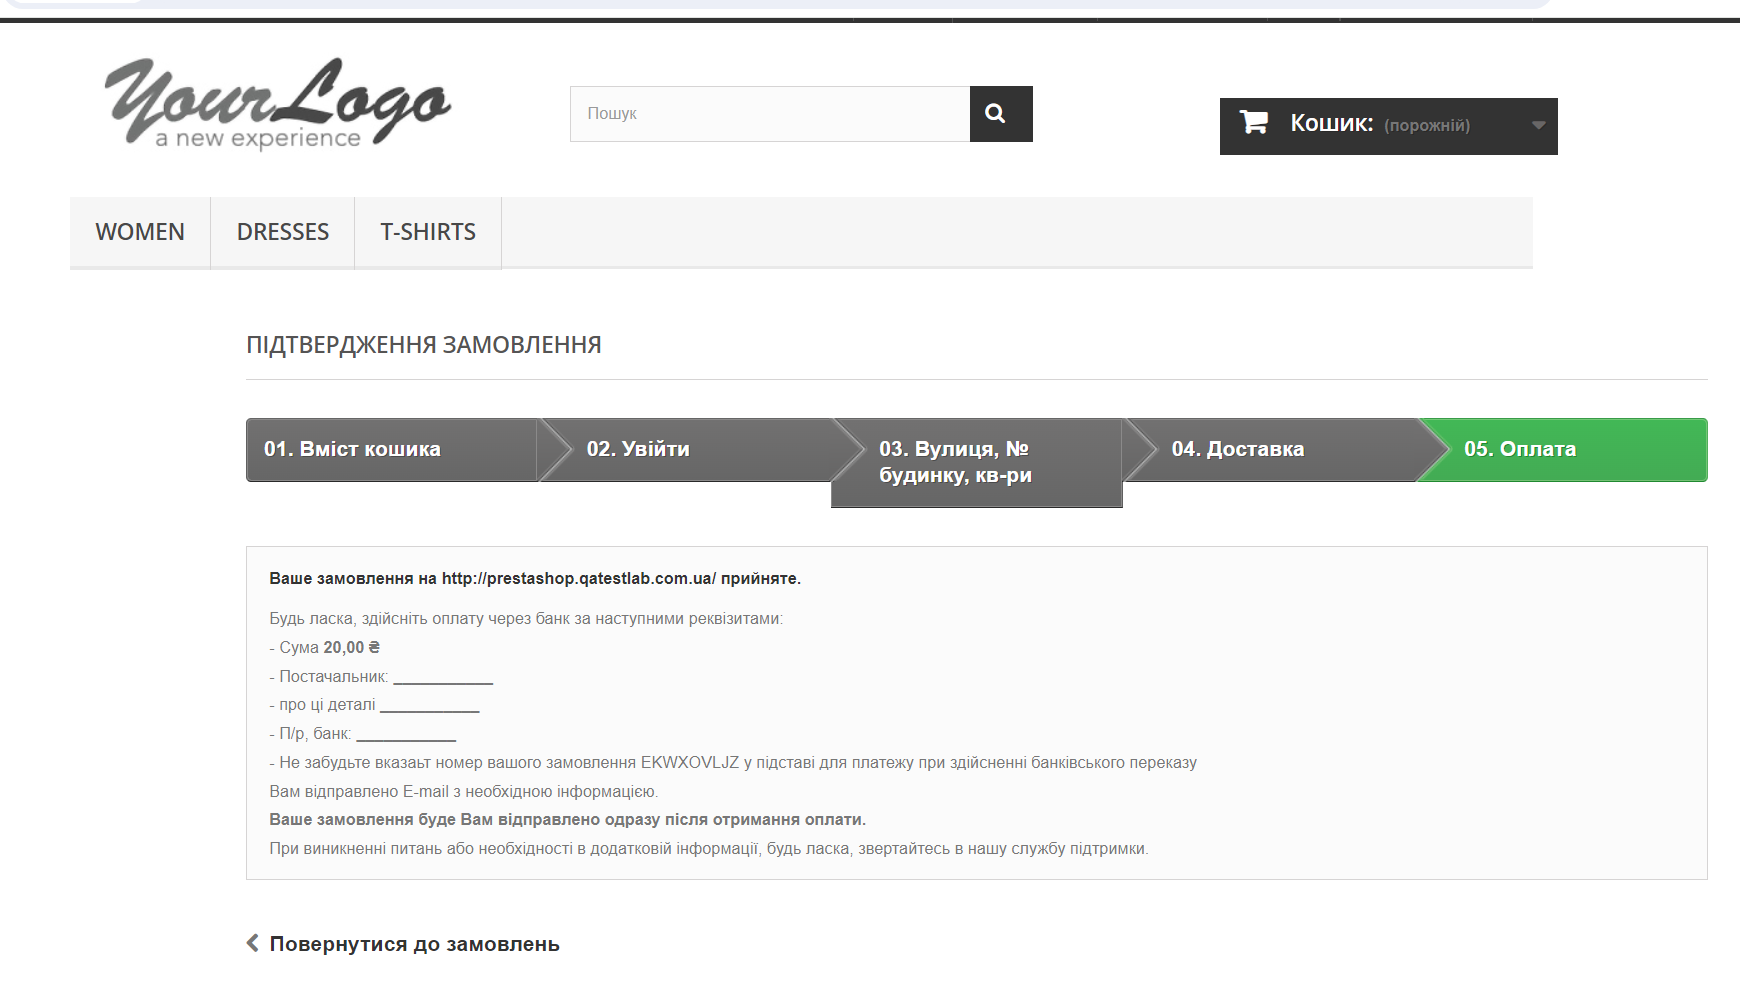 YourLogo
a new experience
Пошук
Кошик: (порожній)
WOMEN
DRESSES
T-SHIRTS
ПІДТВЕРДЖЕННЯ ЗАМОВЛЕННЯ
01. Вміст кошика
02. Увійти
03. Вулиця, №
будинку, кв-ри
04. Доставка
05. Оплата
Ваше замовлення на http://prestashop.qatestlab.com.ua/ прийняте.
Будь ласка, здійсніть оплату через банк за наступними реквізитами:
- Сума 20,00 ₴
- Постачальник: ___________
- про ці деталі ___________
- П/р, банк: ___________
- Не забудьте вказаьт номер вашого замовлення EKWXOVLJZ у підставі для платежу при здійсненні банківського переказу
Вам відправлено E-mail з необхідною інформацією.
Ваше замовлення буде Вам відправлено одразу після отримання оплати.
При виникненні питань або необхідності в додатковій інформації, будь ласка, звертайтесь в нашу службу підтримки.
Повернутися до замовлень